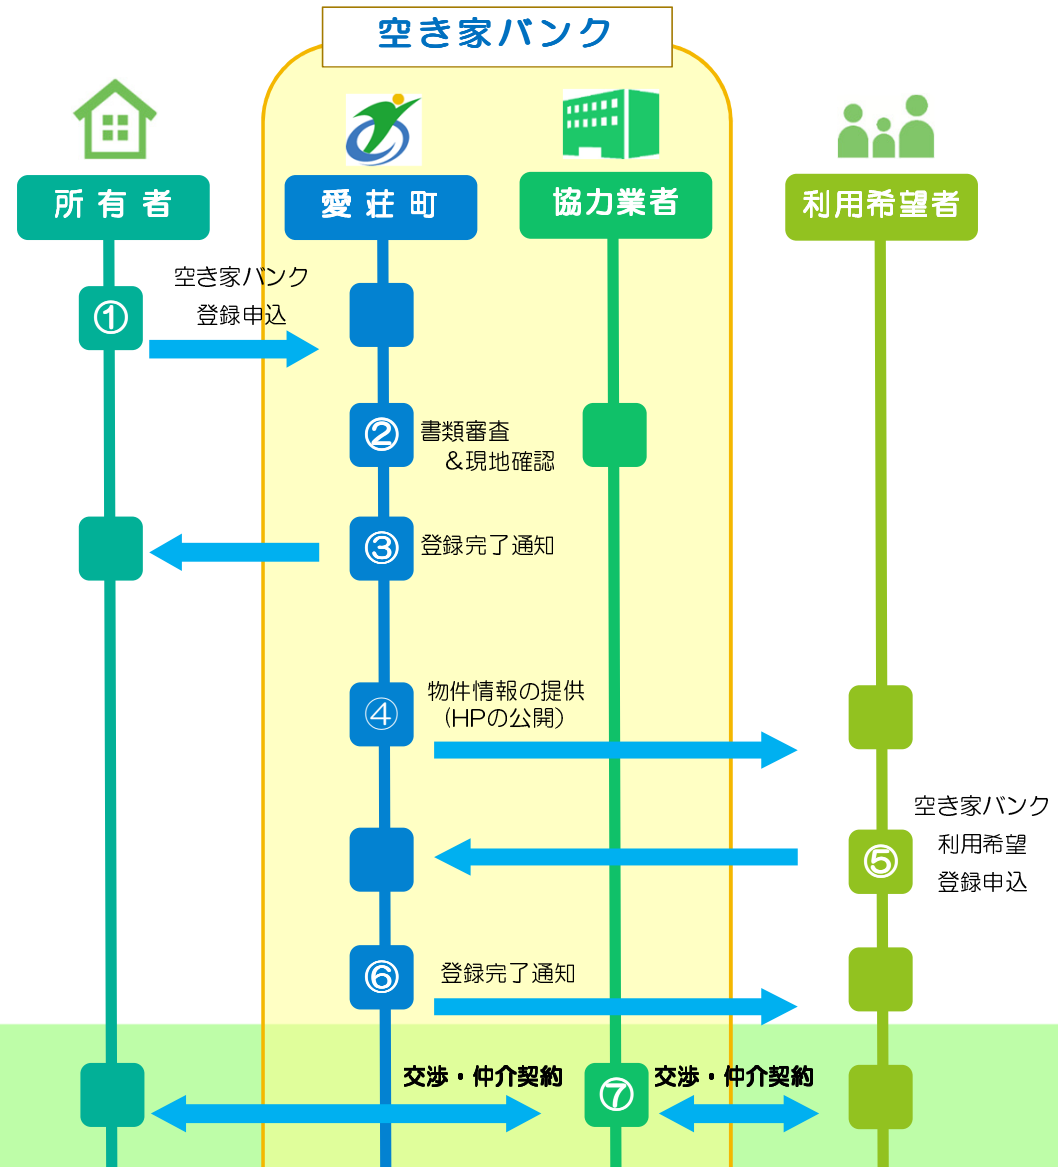 空き家バンク
所有者
愛荘町
協力業者
利用希望者
空き家バンク
登録申込
①
②
書類審査
＆現地確認
③
登録完了通知
④
物件情報の提供
（HPの公開）
空き家バンク
利用希望
登録申込
⑤
⑥
登録完了通知
交渉・仲介契約
⑦
交渉・仲介契約